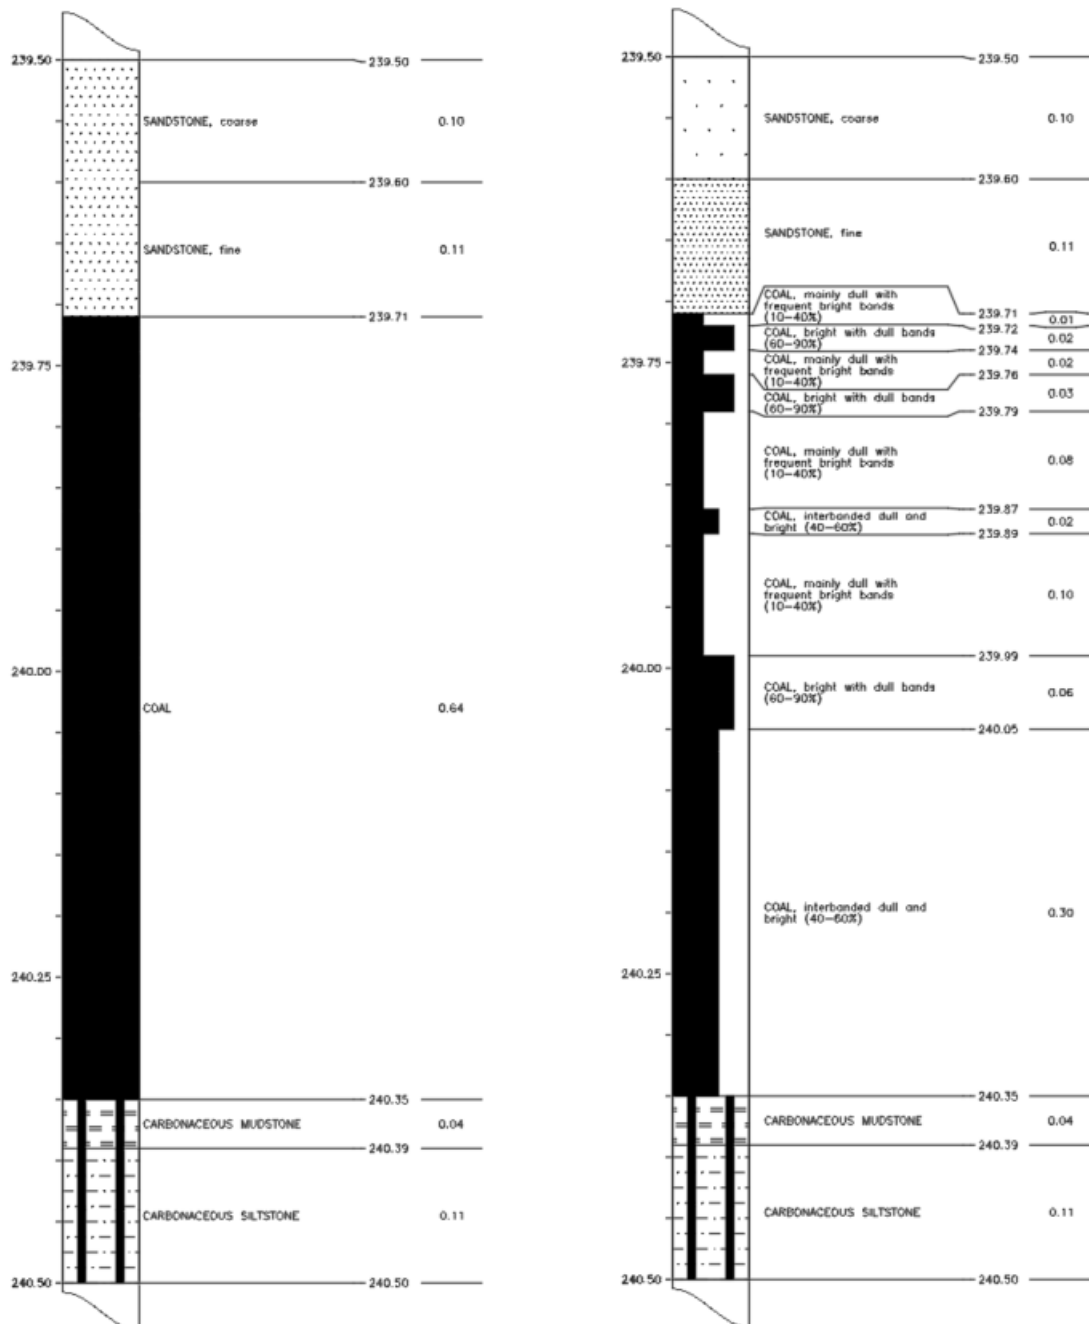 239.50
239.50
SANDSTONE, coarse
0.10
239.60
SANDSTONE, fine
0.11
239.71
239.75
240.00
COAL
0.64
240.25
240.35
CARBONACEOUS MUDSTONE
0.04
240.39
CARBONACEOUS SILTSTONE
0.11
240.50
240.50
239.50
239.50
SANDSTONE, coarse
0.10
239.60
SANDSTONE, fine
0.11
COAL, mainly dull with
frequent bright bands
(10-40%)
239.71
0.01
239.72
COAL, bright with dull bands
(60-90%)
0.02
239.74
239.75
COAL, mainly dull with
frequent bright bands
(10-40%)
0.02
239.76
COAL, bright with dull bands
(60-90%)
0.03
239.79
COAL, mainly dull with
frequent bright bands
(10-40%)
0.08
239.87
COAL, interbanded dull and
bright (40-60%)
0.02
239.89
COAL, mainly dull with
frequent bright bands
(10-40%)
0.10
239.99
240.00
COAL, bright with dull bands
(60-90%)
0.06
240.05
COAL, interbanded dull and
bright (40-60%)
0.30
240.25
240.35
CARBONACEOUS MUDSTONE
0.04
240.39
CARBONACEOUS SILTSTONE
0.11
240.50
240.50